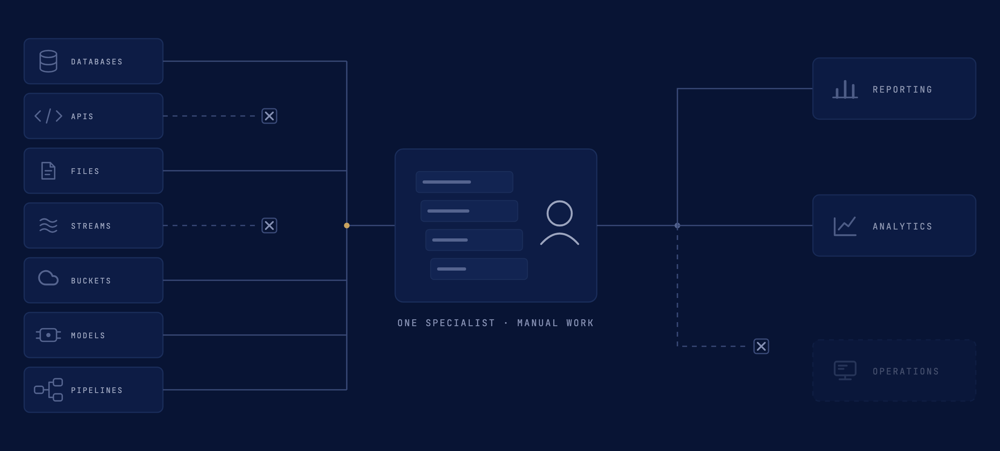 DATABASES
APIS
FILES
STREAMS
BUCKETS
MODELS
PIPELINES
ONE SPECIALIST · MANUAL WORK
REPORTING
ANALYTICS
OPERATIONS